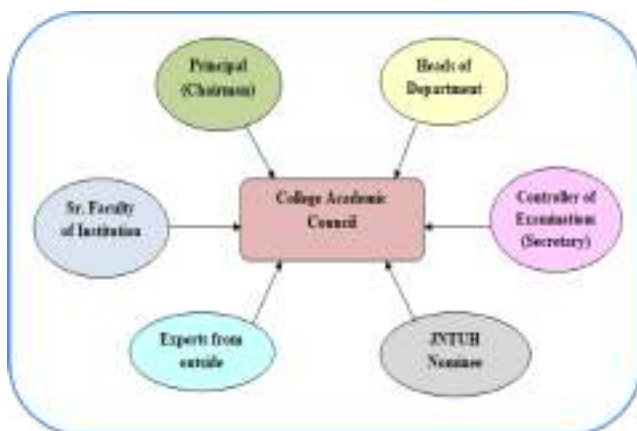 Principal
(Chairman)
Heads of
Department
College Academic
Council
Sr. Faculty
of Institution
Controller of
Examinations
(Secretary)
Experts from
outside
JNTUH
Nominee